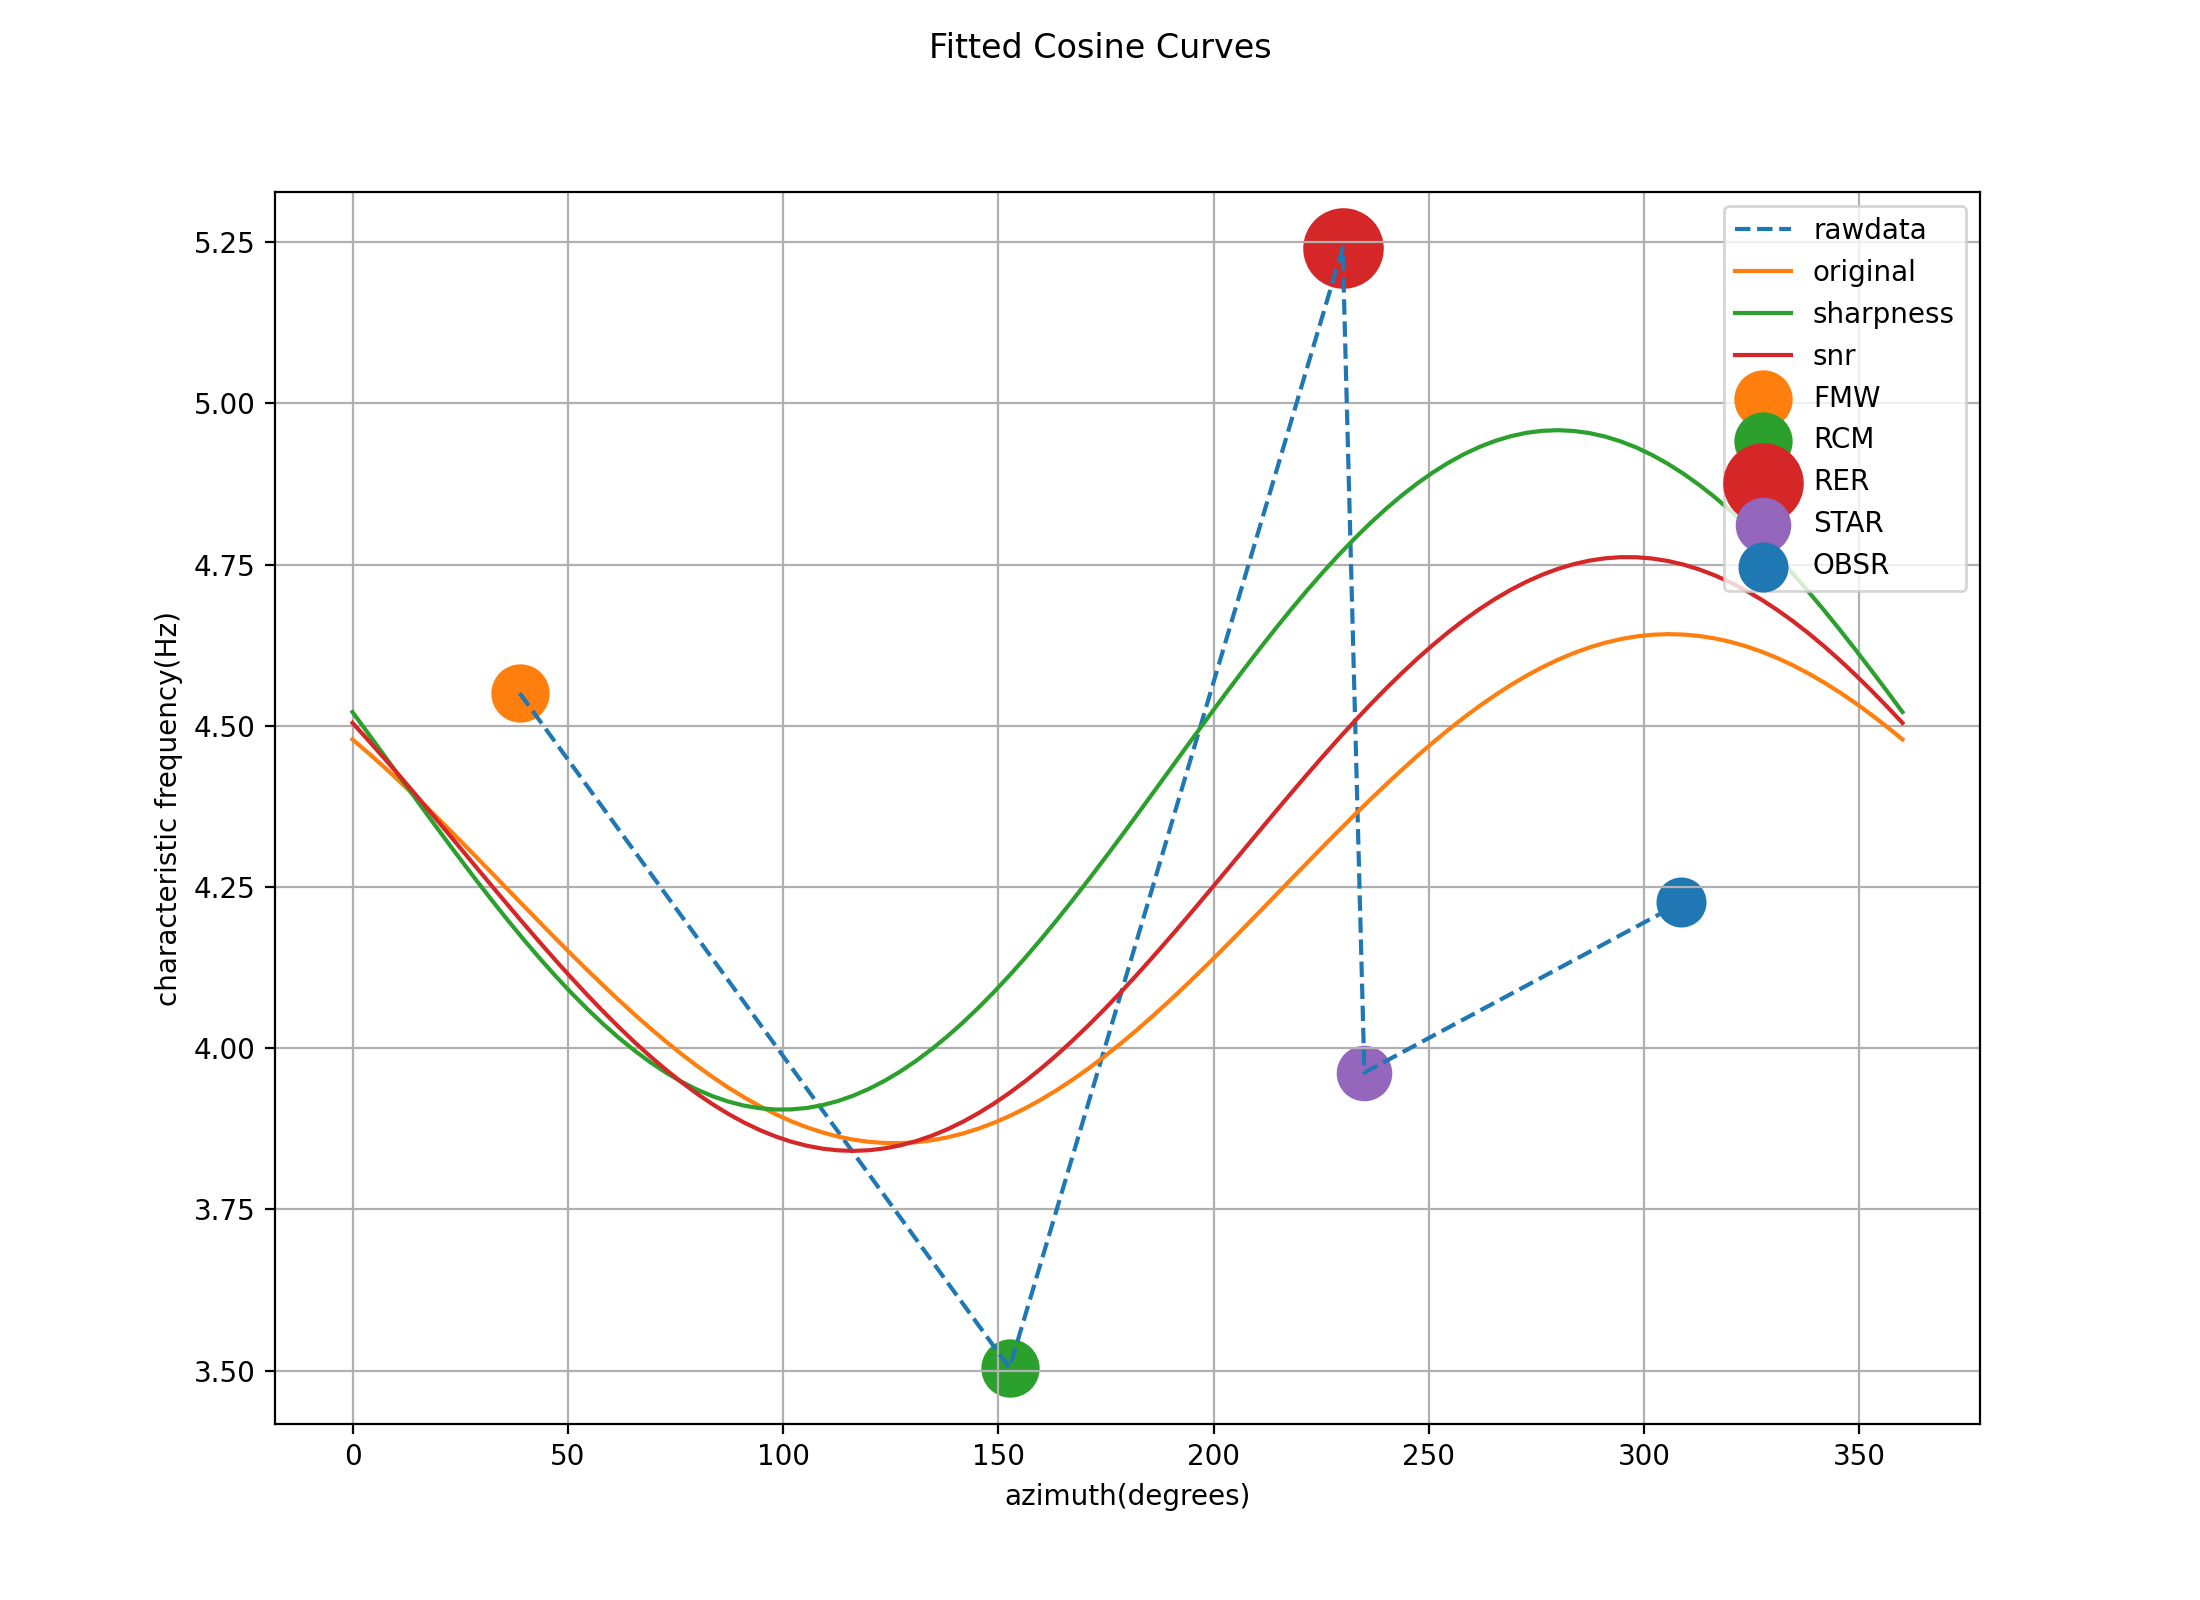 Fitted Cosine Curves
characteristic frequency(Hz)
5.25
5.00
4.75
4.50
4.25
4.00
3.75
3.50
rawdata
original
sharpness
snr
FMW
RCM
RER
STAR
OBSR
0 50 100 150 200 250 300 350
azimuth(degrees)